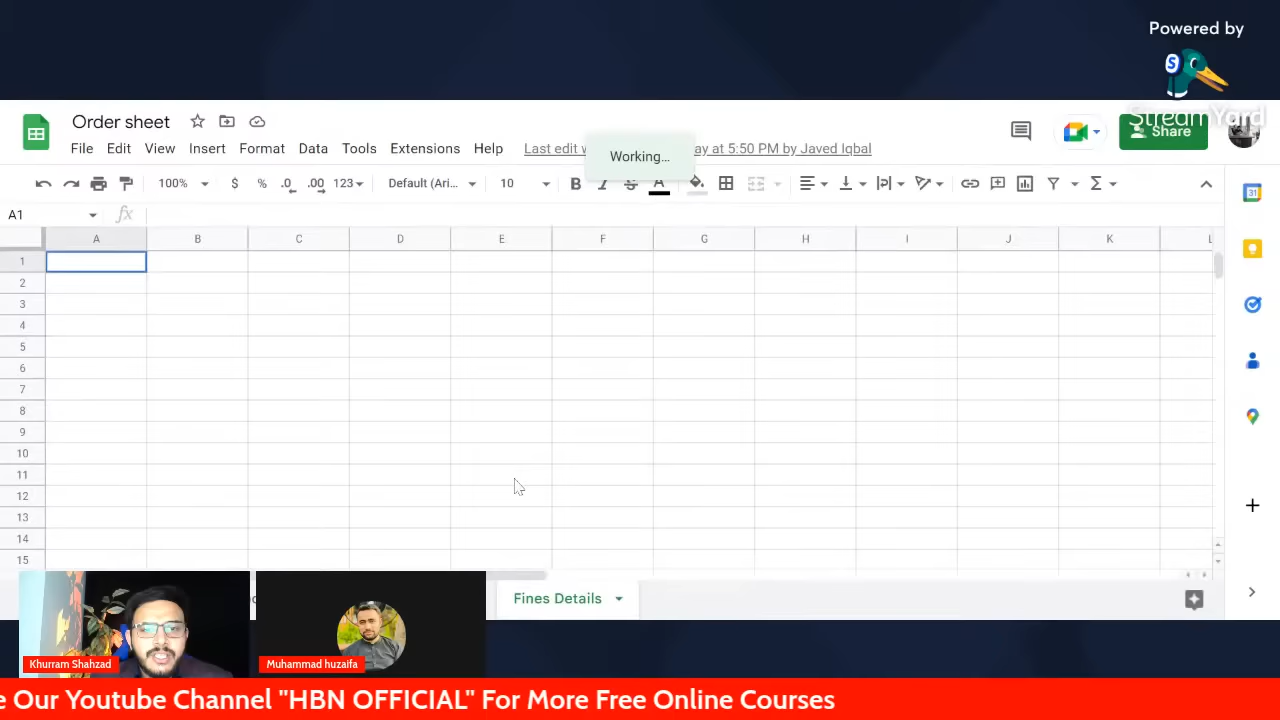 Powered by
StreamYard
Order sheet
File Edit View Insert Format Data Tools Extensions Help Last edit w
Working…
ay at 5:50 PM by Javed Iqbal
Share
100% $ % .0 .00 123 Default (Ari... 10 B I S A
31
A1 fx
A B C D E F G H I J K L
1
2
3
4
5
6
7
8
9
10
11
12
13
14
15
Fines Details
Khurram Shahzad
Muhammad huzaifa
e Our Youtube Channel "HBN OFFICIAL" For More Free Online Courses